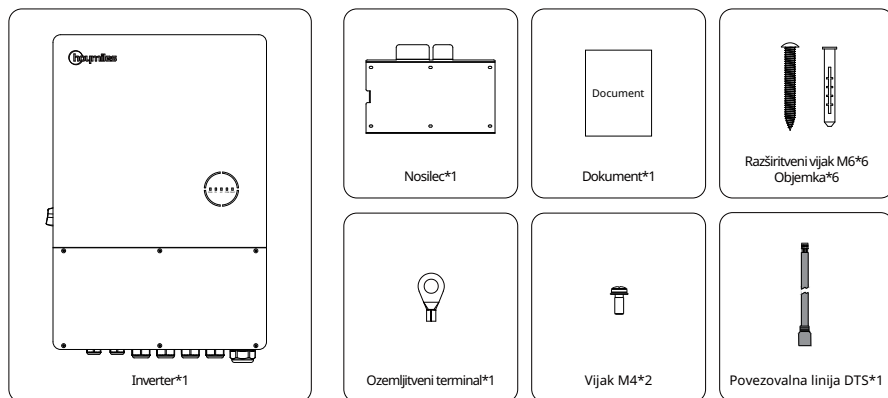 hoymiles
Inverter*1
Nosilec*1
Document
Dokument*1
Razširitveni vijak M6*6
Objemka*6
Ozemljitveni terminal*1
Vijak M4*2
Povezovalna linija DTS*1